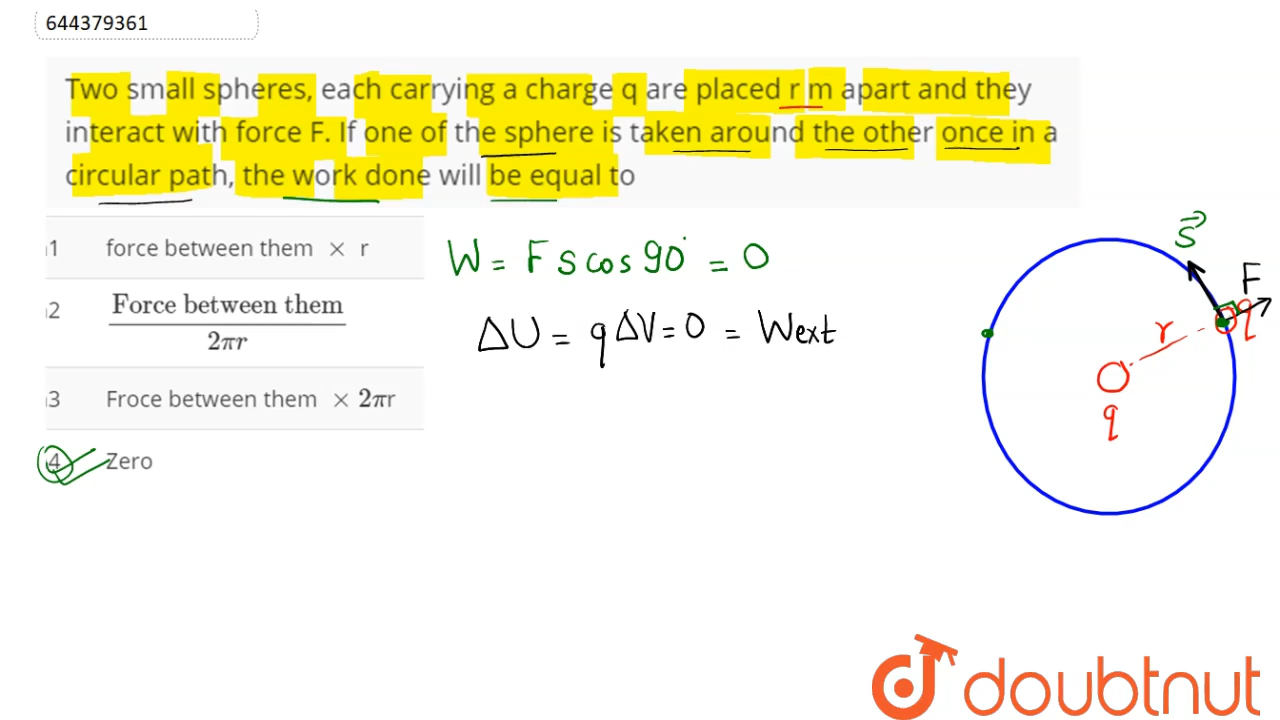 644379361
Two small spheres, each carrying a charge q are placed r m apart and they
interact with force F. If one of the sphere is taken around the other once in a
circular path, the work done will be equal to
1 force between them × r
2 Force between them / 2πr
3 Froce between them × 2πr
4 Zero
W = F S cos 90° = 0
ΔU = qΔV = 0 = Wext
S⃗
F
q
r
q
doubtnut